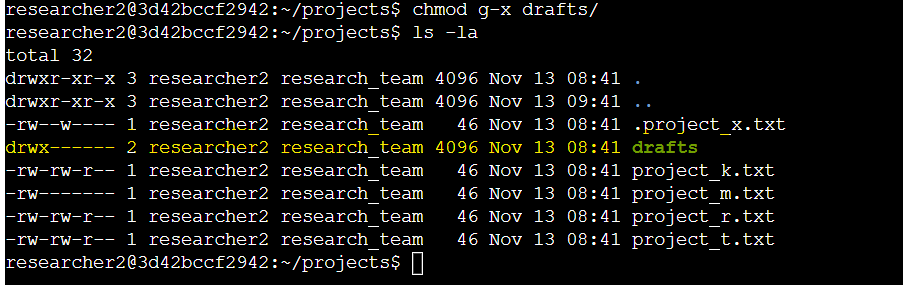 researcher2@3d42bccf2942:~/projects$ chmod g-x drafts/
researcher2@3d42bccf2942:~/projects$ ls -la
total 32
drwxr-xr-x 3 researcher2 research_team 4096 Nov 13 08:41 .
drwxr-xr-x 3 researcher2 research_team 4096 Nov 13 09:41 ..
-rw--w---- 1 researcher2 research_team   46 Nov 13 08:41 .project_x.txt
drwx------ 2 researcher2 research_team 4096 Nov 13 08:41 drafts
-rw-rw-r-- 1 researcher2 research_team   46 Nov 13 08:41 project_k.txt
-rw------- 1 researcher2 research_team   46 Nov 13 08:41 project_m.txt
-rw-rw-r-- 1 researcher2 research_team   46 Nov 13 08:41 project_r.txt
-rw-rw-r-- 1 researcher2 research_team   46 Nov 13 08:41 project_t.txt
researcher2@3d42bccf2942:~/projects$